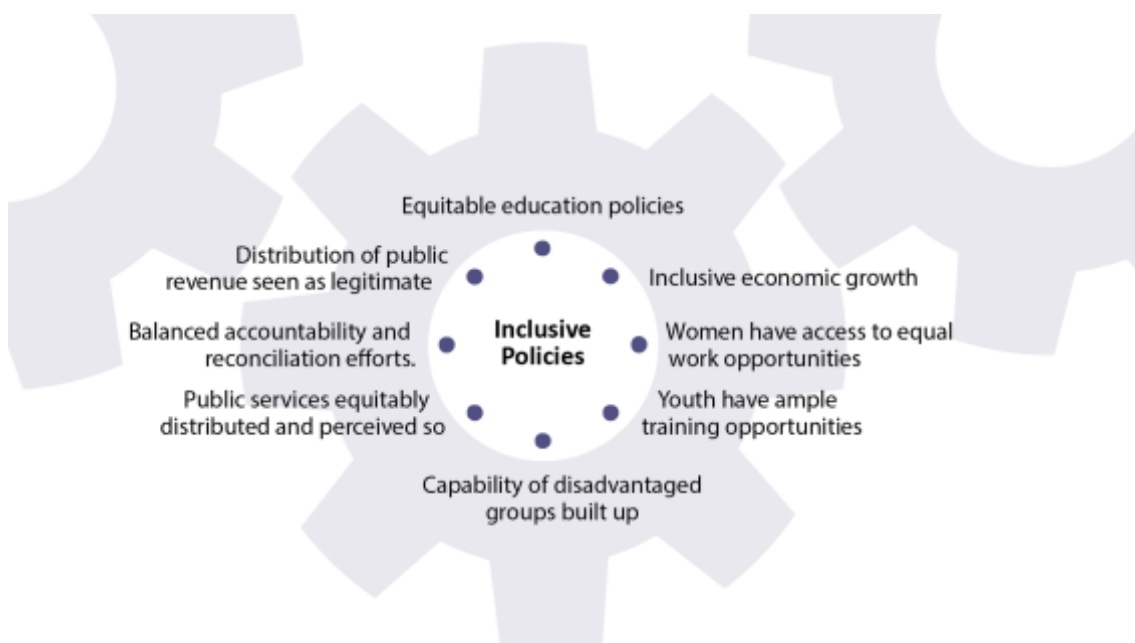 Equitable education policies
Distribution of public
revenue seen as legitimate
Inclusive economic growth
Balanced accountability and
reconciliation efforts.
Inclusive
Policies
Women have access to equal
work opportunities
Public services equitably
distributed and perceived so
Youth have ample
training opportunities
Capability of disadvantaged
groups built up